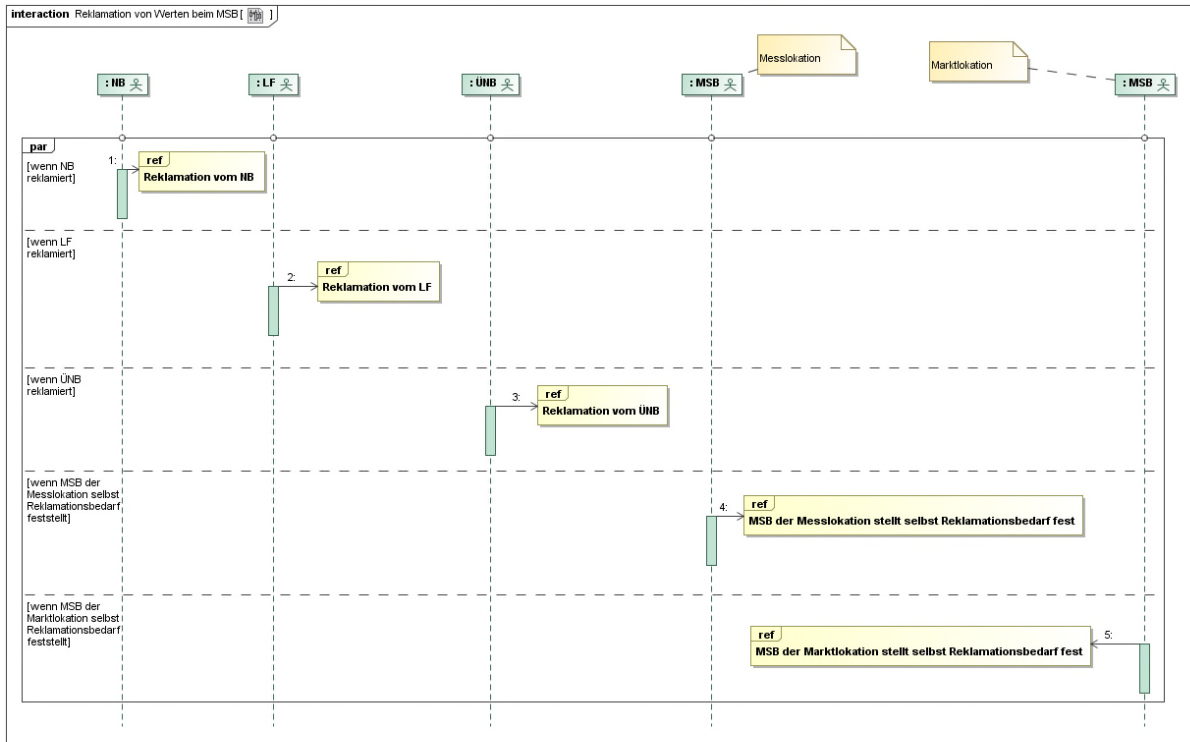 interaction Reklamation von Werten beim MSB[ ]
Messlokation
Marktlokation
: NB
: LF
: ÜNB
: MSB
: MSB
par
[wenn NB
reklamiert]
1:
ref
Reklamation vom NB
[wenn LF
reklamiert]
2:
ref
Reklamation vom LF
[wenn ÜNB
reklamiert]
3:
ref
Reklamation vom ÜNB
[wenn MSB der
Messlokation selbst
Reklamationsbedarf
feststellt]
4:
ref
MSB der Messlokation stellt selbst Reklamationsbedarf fest
[wenn MSB der
Marktlokation selbst
Reklamationsbedarf
feststellt]
5:
ref
MSB der Marktlokation stellt selbst Reklamationsbedarf fest